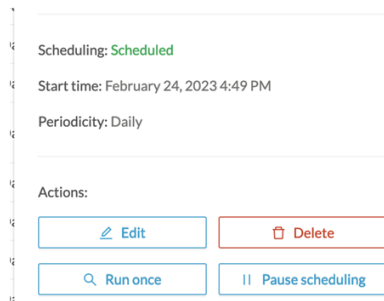 Scheduling: Scheduled
Start time: February 24, 2023 4:49 PM
Periodicity: Daily
Actions:
Edit
Delete
Run once
Pause scheduling